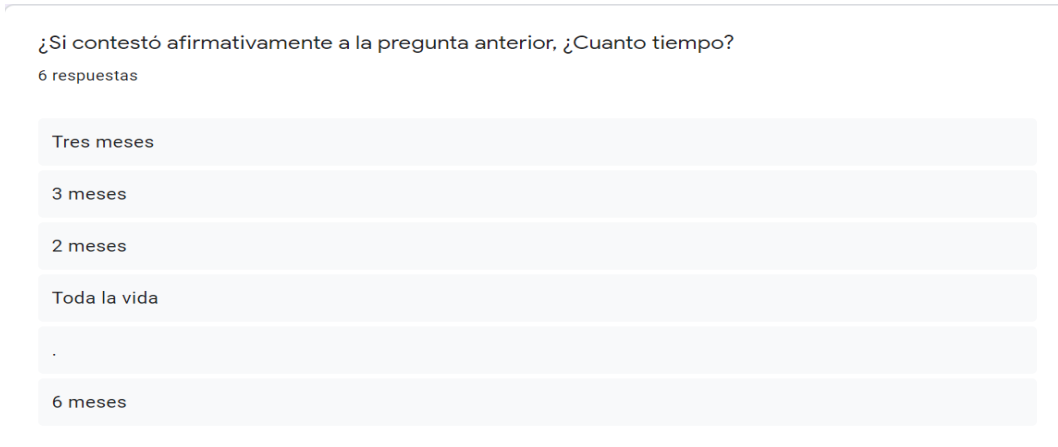 ¿Si contestó afirmativamente a la pregunta anterior, ¿Cuanto tiempo?
6 respuestas
Tres meses
3 meses
2 meses
Toda la vida
.
6 meses